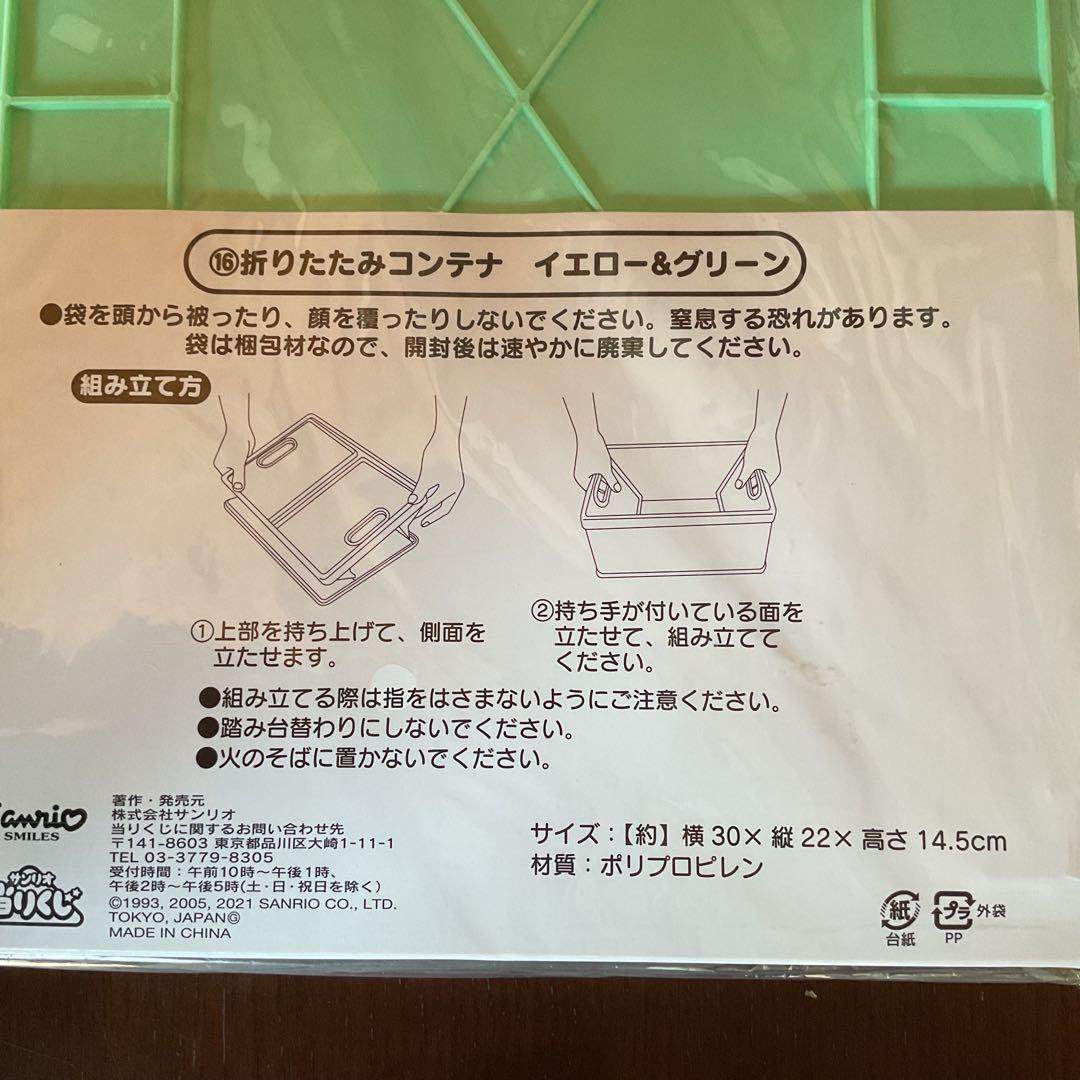 ⑯折りたたみコンテナ　イエロー&グリーン
●袋を頭から被ったり、顔を覆ったりしないでください。窒息する恐れがあります。
袋は梱包材なので、開封後は速やかに廃棄してください。
組み立て方
①上部を持ち上げて、側面を
立たせます。
②持ち手が付いている面を
立たせて、組み立てて
ください。
●組み立てる際は指をはさまないようにご注意ください。
●踏み台替わりにしないでください。
●火のそばに置かないでください。
Sanrio
SMILES
サンリオ
当りくじ
著作・発売元
株式会社サンリオ
当りくじに関するお問い合わせ先
〒141-8603 東京都品川区大崎1-11-1
TEL 03-3779-8305
受付時間：午前10時〜午後1時、
午後2時〜午後5時(土・日・祝日を除く)
©1993, 2005, 2021 SANRIO CO., LTD.
TOKYO, JAPAN Ⓖ
MADE IN CHINA
サイズ：【約】横 30× 縦 22× 高さ 14.5cm
材質：ポリプロピレン
紙
台紙
プラ
外袋
PP